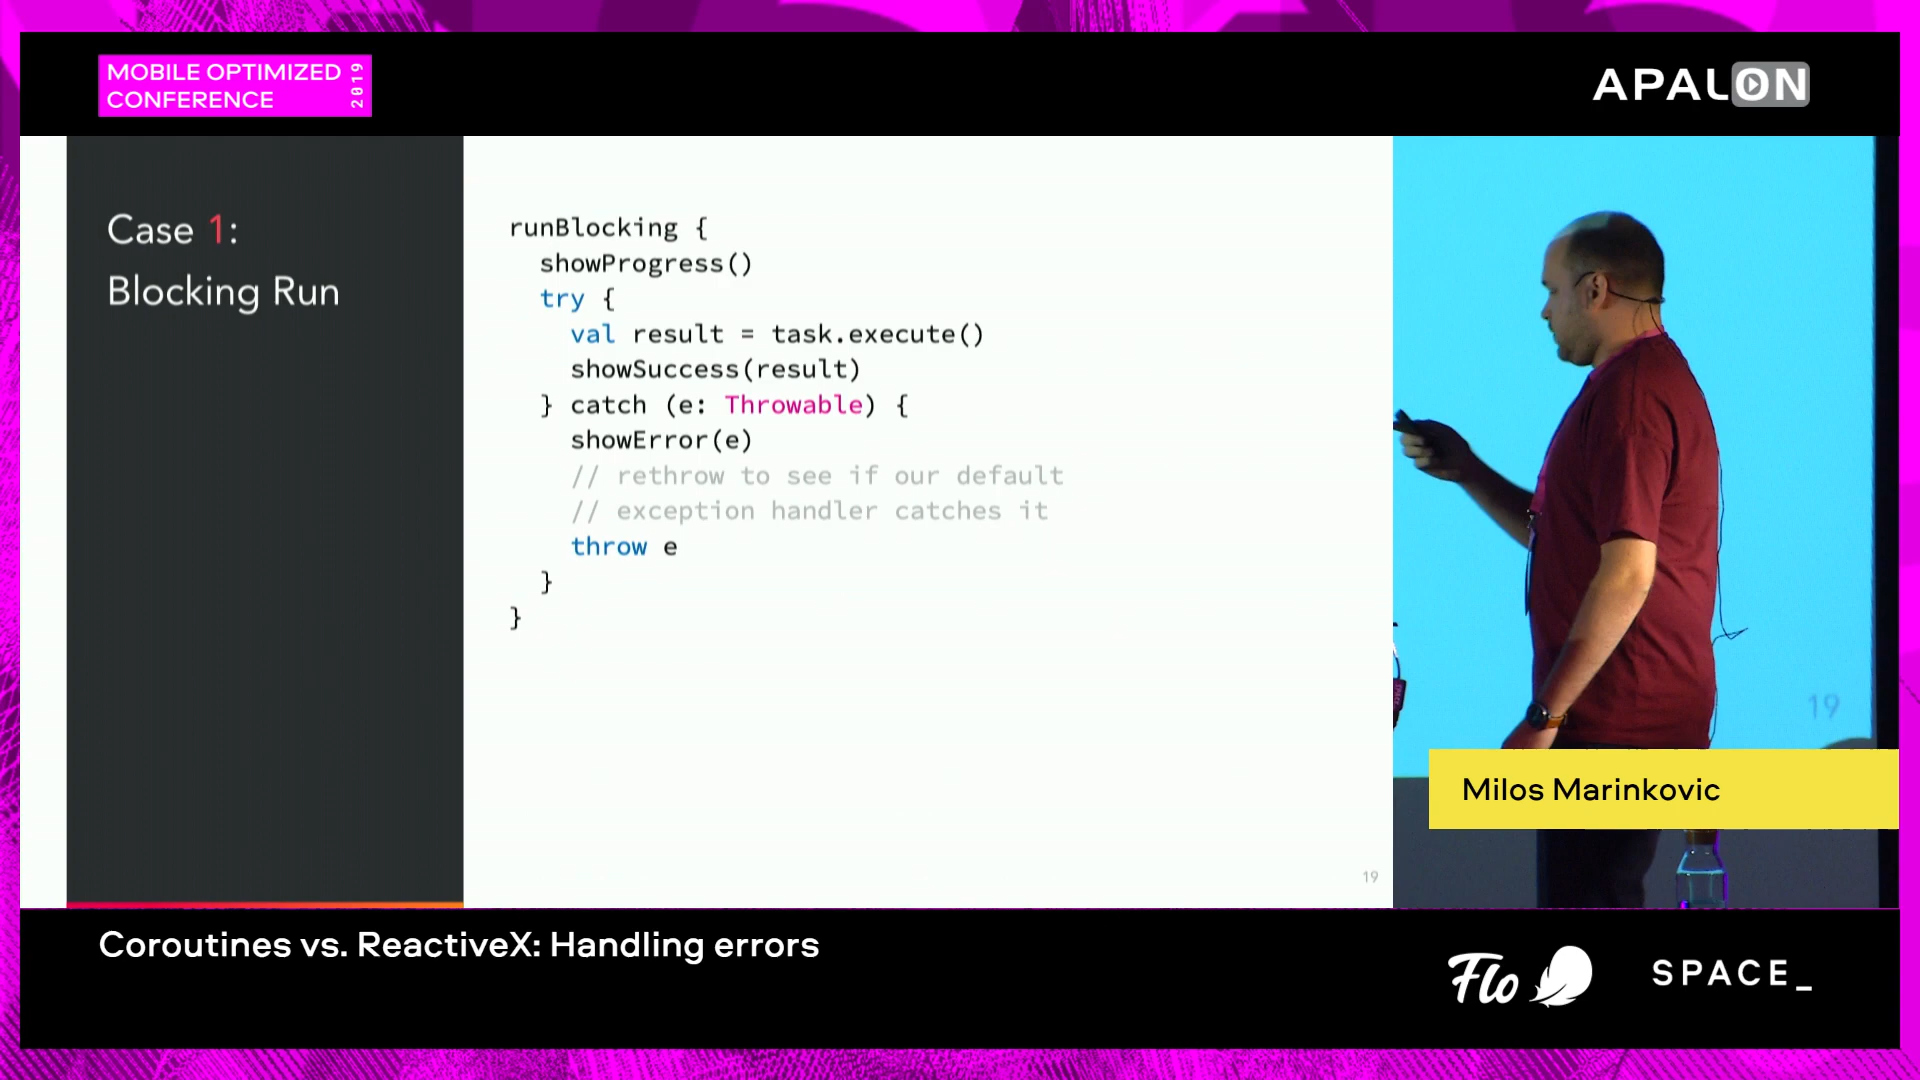 MOBILE OPTIMIZED
CONFERENCE
2019
APALON
Case 1:
Blocking Run
runBlocking {
  showProgress()
  try {
    val result = task.execute()
    showSuccess(result)
  } catch (e: Throwable) {
    showError(e)
    // rethrow to see if our default
    // exception handler catches it
    throw e
  }
}
19
19
Milos Marinkovic
Coroutines vs. ReactiveX: Handling errors
Flo
SPACE_